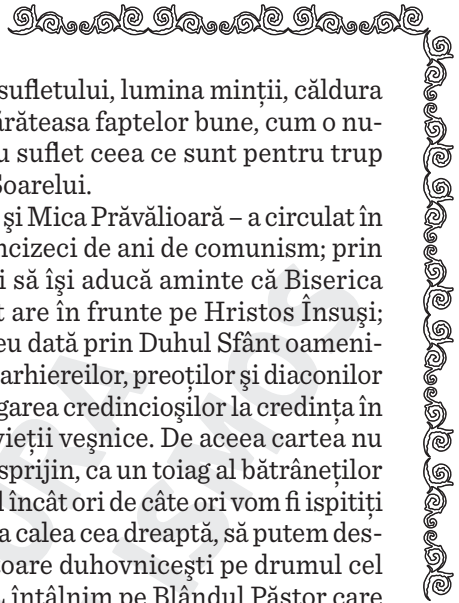 sufletului, lumina minții, căldura
ărăteasa faptelor bune, cum o nu-
u suflet ceea ce sunt pentru trup
Soarelui.
și Mica Prăvălioară – a circulat în
ncizeci de ani de comunism; prin
i să își aducă aminte că Biserica
t are în frunte pe Hristos Însuși;
eu dată prin Duhul Sfânt oameni-
arhiereilor, preoților și diaconilor
garea credincioșilor la credința în
vieții veșnice. De aceea cartea nu
sprijin, ca un toiag al bătrâneților
l încât ori de câte ori vom fi ispitiți
a calea cea dreaptă, să putem des-
toare duhovnicești pe drumul cel
întâlnim pe Blândul Păstor care